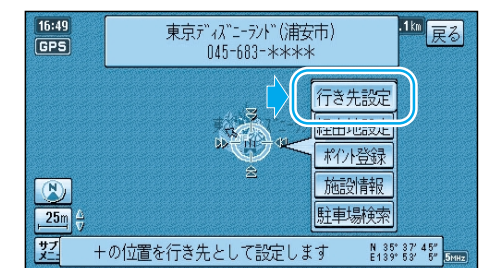 16:49
GPS
東京ディズニーランド(浦安市)
045-683-****
.1km
戻る
行き先設定
経由地設定
ポイント登録
施設情報
駐車場検索
25m
サブ
メニュー
+の位置を行き先として設定します
N 35° 37' 45"
E139° 53' 5"
5MHz